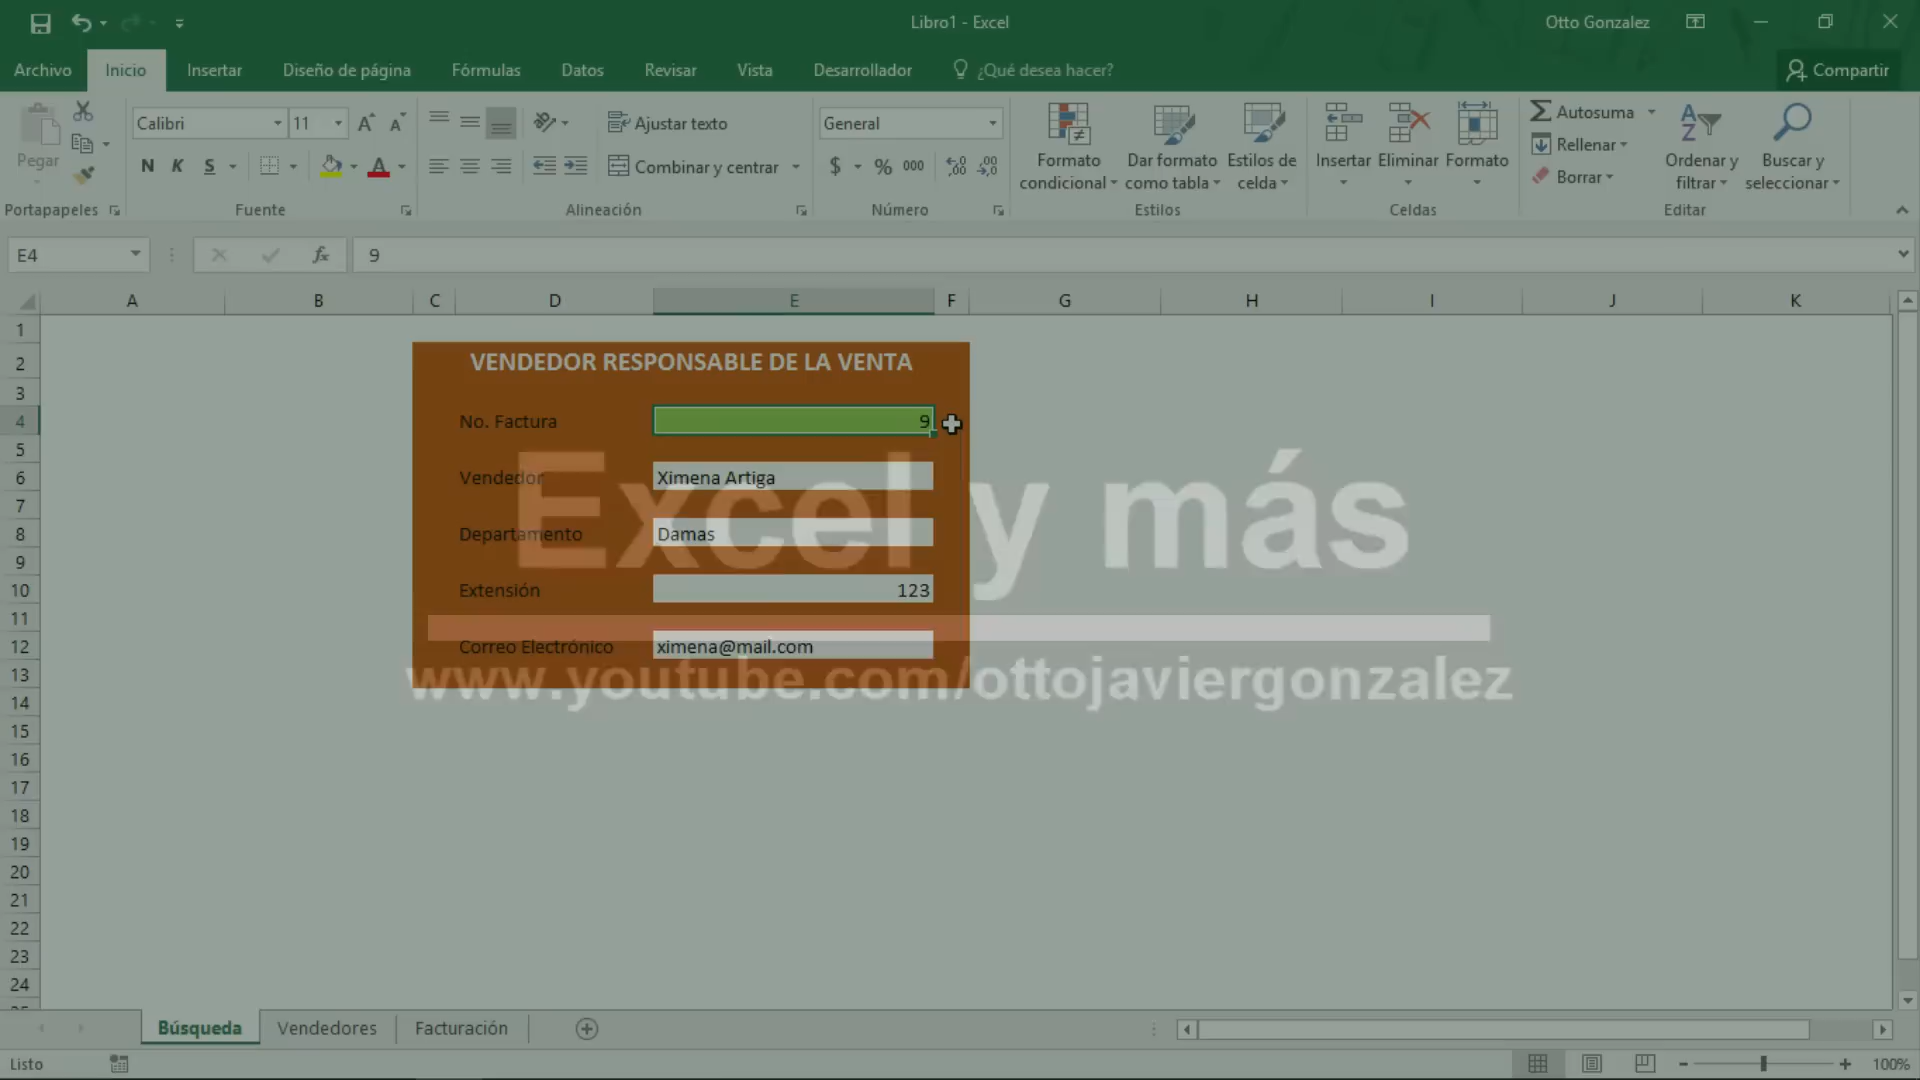 Libro1 - Excel
Otto Gonzalez
Archivo
Inicio
Insertar
Diseño de página
Fórmulas
Datos
Revisar
Vista
Desarrollador
¿Qué desea hacer?
Compartir
Pegar
Calibri
11
N K S
Ajustar texto
Combinar y centrar
General
$ % 000
Formato condicional
Dar formato como tabla
Estilos de celda
Insertar
Eliminar
Formato
Autosuma
Rellenar
Borrar
Ordenar y filtrar
Buscar y seleccionar
Portapapeles
Fuente
Alineación
Número
Estilos
Celdas
Editar
E4
fx
9
A B C D E F G H I J K
1
2
3
4
5
6
7
8
9
10
11
12
13
14
15
16
17
18
19
20
21
22
23
24
VENDEDOR RESPONSABLE DE LA VENTA
No. Factura 9
Vendedor Ximena Artiga
Departamento Damas
Extensión 123
Correo Electrónico ximena@mail.com
Excel y más
www.youtube.com/ottojaviergonzalez
Búsqueda
Vendedores
Facturación
Listo
100%